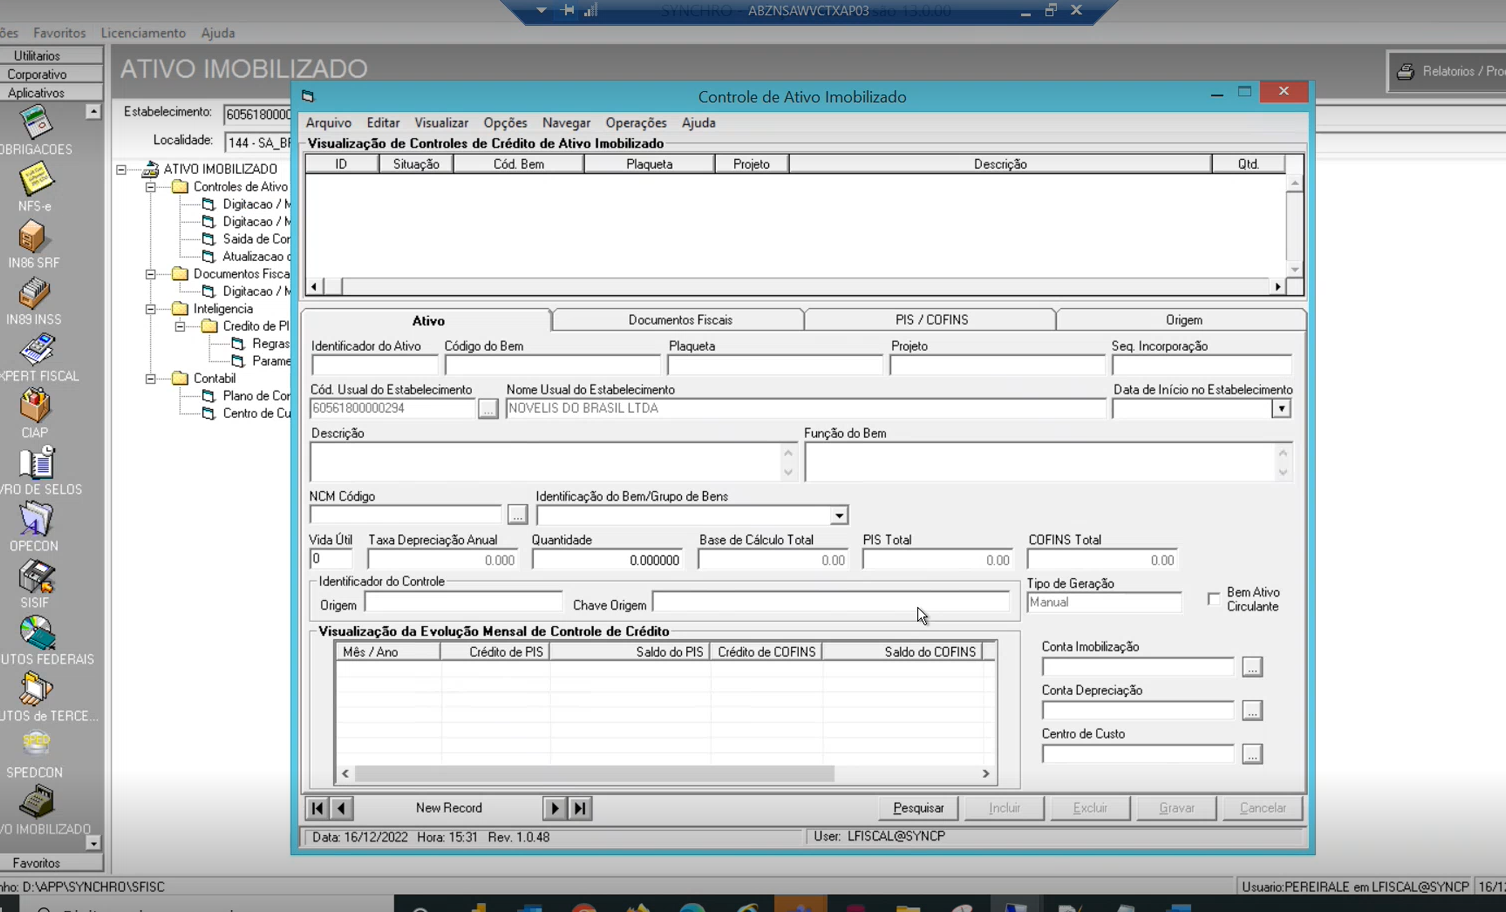 SYNCHRO
ABZNSAWVCTXAP03
são 13.0.00
ões Favoritos Licenciamento Ajuda
Utilitarios
Corporativo
Aplicativos
OBRIGACOES
NFS-e
IN86 SRF
IN89 INSS
XPERT FISCAL
CIAP
VRO DE SELOS
OPECON
SISIF
UTOS FEDERAIS
UTOS de TERCE...
SPED
SPEDCON
VO IMOBILIZADO
Favoritos
ATIVO IMOBILIZADO
Relatorios / Pro
Estabelecimento: 6056180000
Localidade: 144 - SA_BF
ATIVO IMOBILIZADO
Controles de Ativo
Digitacao / M
Digitacao / M
Saida de Cor
Atualizacao
Documentos Fisca
Digitacao / M
Inteligencia
Credito de PI
Regras
Parame
Contabil
Plano de Cor
Centro de Cu
Controle de Ativo Imobilizado
Arquivo Editar Visualizar Opções Navegar Operações Ajuda
Visualização de Controles de Crédito de Ativo Imobilizado
ID Situação Cód. Bem Plaqueta Projeto Descrição Qtd.
Ativo Documentos Fiscais PIS / COFINS Origem
Identificador do Ativo Código do Bem Plaqueta Projeto Seq. Incorporação
Cód. Usual do Estabelecimento Nome Usual do Estabelecimento Data de Início no Estabelecimento
60561800000294 ... NOVELIS DO BRASIL LTDA
Descrição Função do Bem
NCM Código Identificação do Bem/Grupo de Bens
...
Vida Útil Taxa Depreciação Anual Quantidade Base de Cálculo Total PIS Total COFINS Total
0 0.000 0.000000 0.00 0.00 0.00
Identificador do Controle
Origem Chave Origem
Tipo de Geração
Manual
Bem Ativo
Circulante
Visualização da Evolução Mensal de Controle de Crédito
Mês / Ano Crédito de PIS Saldo do PIS Crédito de COFINS Saldo do COFINS
Conta Imobilização
...
Conta Depreciação
...
Centro de Custo
...
New Record
Pesquisar Incluir Excluir Gravar Cancelar
Data: 16/12/2022 Hora: 15:31 Rev. 1.0.48 User: LFISCAL@SYNCP
nho: D:\APP\SYNCHRO\SFISC Usuario:PEREIRALE em LFISCAL@SYNCP 16/12